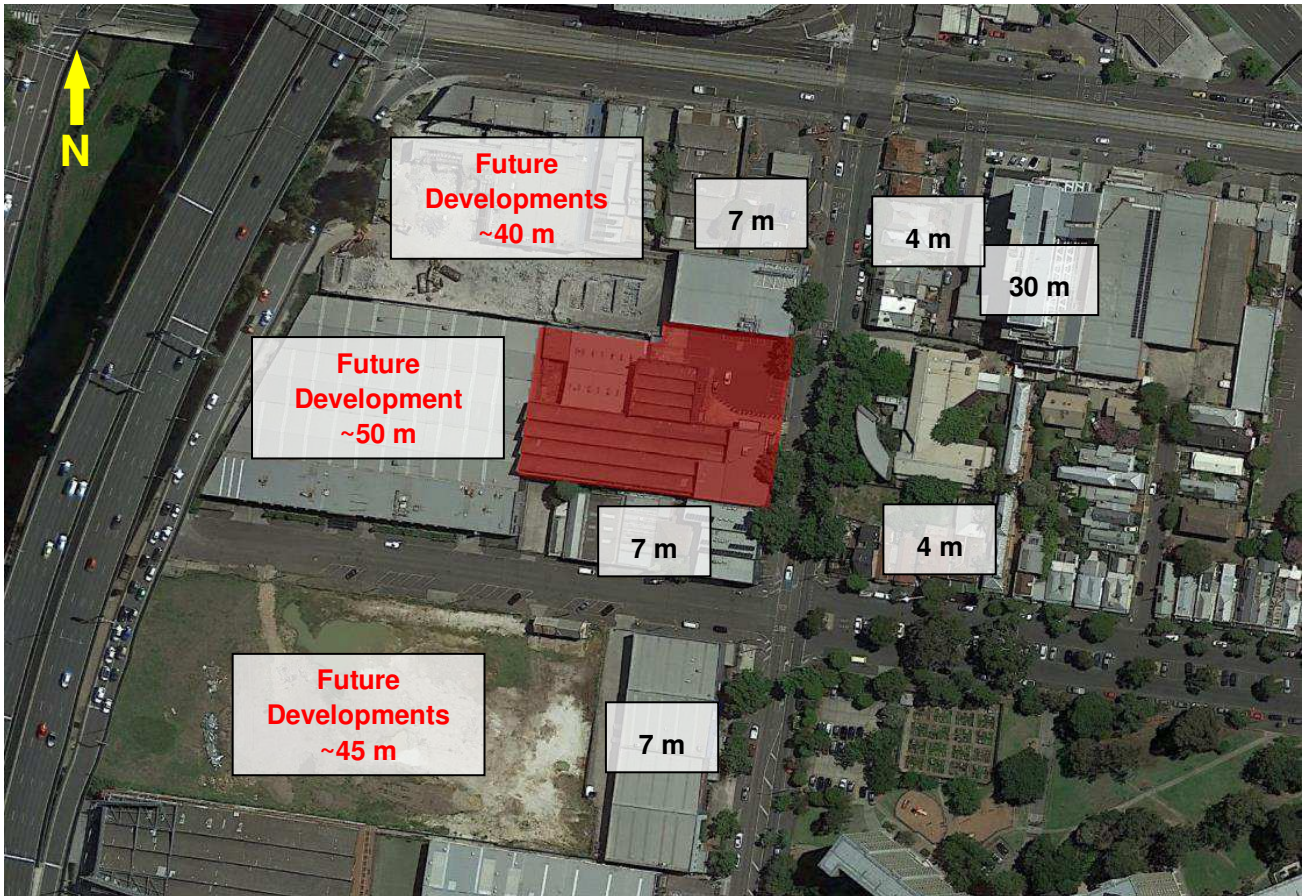 N
Future
Developments
~40 m
7 m
4 m
30 m
Future
Development
~50 m
7 m
4 m
Future
Developments
~45 m
7 m